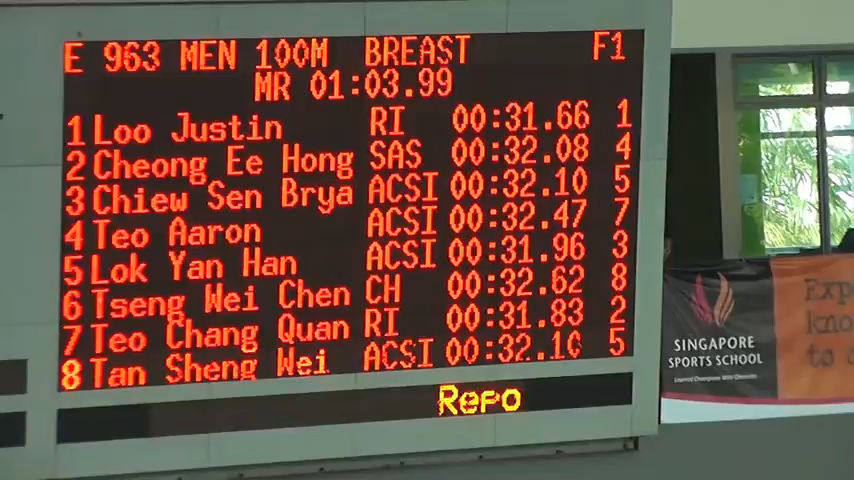 E 963 MEN 100M BREAST F1
MR 01:03.99
1 Loo Justin RI 00:31.66 1
2 Cheong Ee Hong SAS 00:32.08 4
3 Chiew Sen Brya ACSI 00:32.10 5
4 Teo Aaron ACSI 00:32.47 7
5 Lok Yan Han ACSI 00:31.96 3
6 Tseng Wei Chen CH 00:32.62 8
7 Teo Chang Quan RI 00:31.83 2
8 Tan Sheng Wei ACSI 00:32.10 5
Repo
SINGAPORE
SPORTS SCHOOL
Exp
know
to